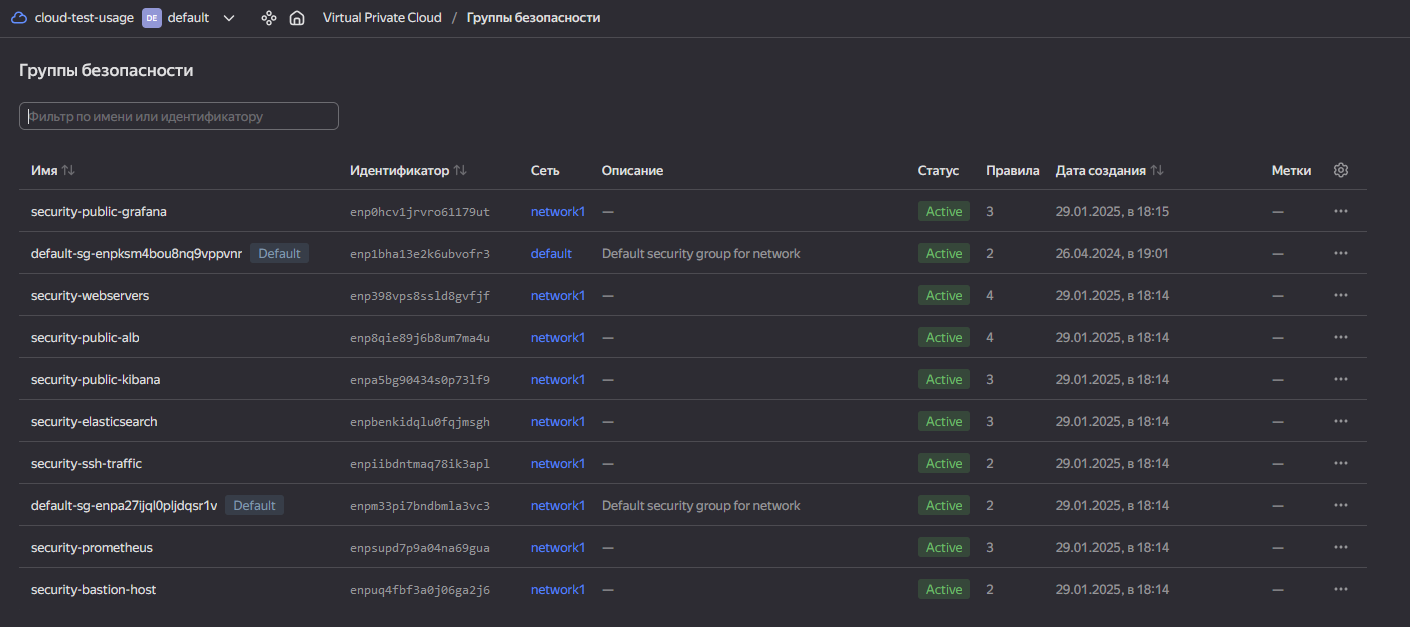 cloud-test-usage DE default Virtual Private Cloud / Группы безопасности
Группы безопасности
Фильтр по имени или идентификатору
Имя Идентификатор Сеть Описание Статус Правила Дата создания Метки
security-public-grafana enp0hcv1jrvro61179ut network1 — Active 3 29.01.2025, в 18:15 —
default-sg-enpksm4bou8nq9vppvnr Default enp1bha13e2k6ubvofr3 default Default security group for network Active 2 26.04.2024, в 19:01 —
security-webservers enp398vps8ssld8gvfjf network1 — Active 4 29.01.2025, в 18:14 —
security-public-alb enp8qie89j6b8um7ma4u network1 — Active 4 29.01.2025, в 18:14 —
security-public-kibana enpa5bg90434s0p73lf9 network1 — Active 3 29.01.2025, в 18:14 —
security-elasticsearch enpbenkidqlu0fqjmsgh network1 — Active 3 29.01.2025, в 18:14 —
security-ssh-traffic enpiibdntmaq78ik3apl network1 — Active 2 29.01.2025, в 18:14 —
default-sg-enpa27ijql0pljdqsr1v Default enpm33pi7bndbmla3vc3 network1 Default security group for network Active 2 29.01.2025, в 18:14 —
security-prometheus enpsupd7p9a04na69gua network1 — Active 3 29.01.2025, в 18:14 —
security-bastion-host enpuq4fbf3a0j06ga2j6 network1 — Active 2 29.01.2025, в 18:14 —